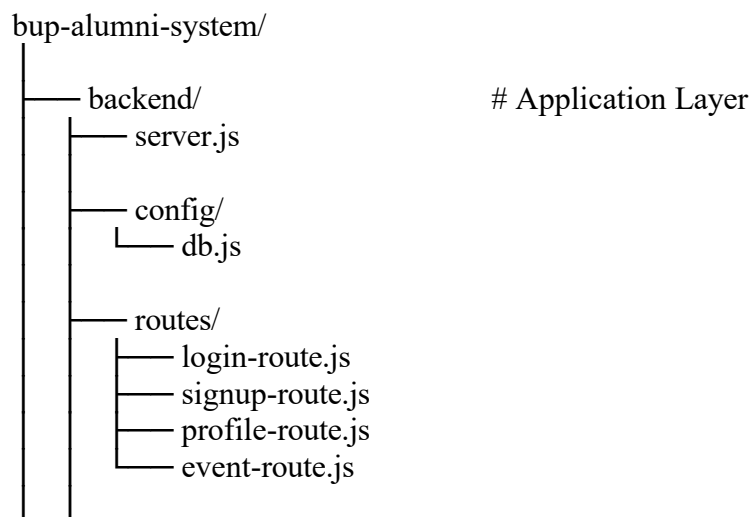 bup-alumni-system/
backend/ # Application Layer
server.js
config/
db.js
routes/
login-route.js
signup-route.js
profile-route.js
event-route.js